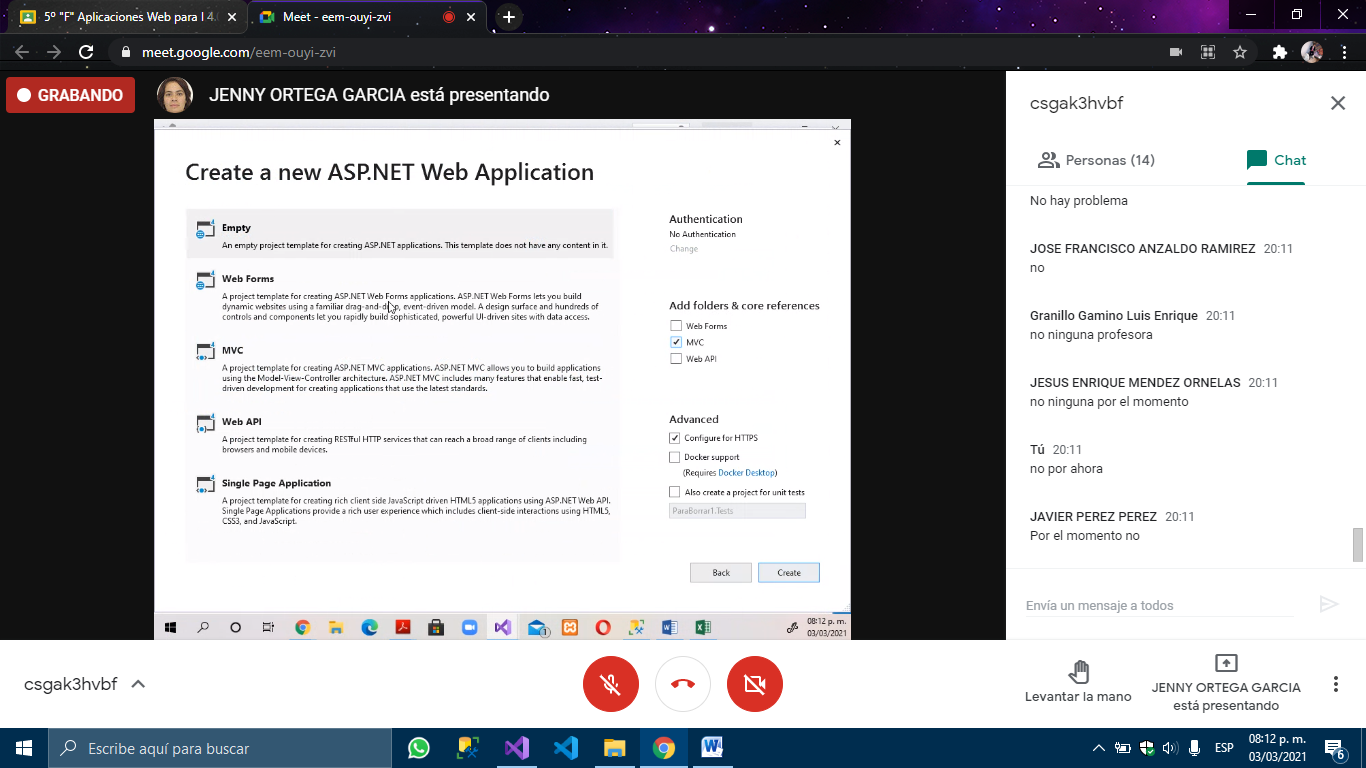 5º "F" Aplicaciones Web para I 4.
Meet - eem-ouyi-zvi
meet.google.com/eem-ouyi-zvi
GRABANDO
JENNY ORTEGA GARCIA está presentando
Create a new ASP.NET Web Application
Empty
An empty project template for creating ASP.NET applications. This template does not have any content in it.
Web Forms
A project template for creating ASP.NET Web Forms applications. ASP.NET Web Forms lets you build
dynamic websites using a familiar drag-and-drop, event-driven model. A design surface and hundreds of
controls and components let you rapidly build sophisticated, powerful UI-driven sites with data access.
MVC
A project template for creating ASP.NET MVC applications. ASP.NET MVC allows you to build applications
using the Model-View-Controller architecture. ASP.NET MVC includes many features that enable fast, test-
driven development for creating applications that use the latest standards.
Web API
A project template for creating RESTful HTTP services that can reach a broad range of clients including
browsers and mobile devices.
Single Page Application
A project template for creating rich client side JavaScript driven HTML5 applications using ASP.NET Web API.
Single Page Applications provide a rich user experience which includes client-side interactions using HTML5,
CSS3, and JavaScript.
Authentication
No Authentication
Change
Add folders & core references
Web Forms
MVC
Web API
Advanced
Configure for HTTPS
Docker support
(Requires Docker Desktop)
Also create a project for unit tests
ParaBorrar1.Tests
Back
Create
08:12 p. m.
03/03/2021
csgak3hvbf
Personas (14)
Chat
No hay problema
JOSE FRANCISCO ANZALDO RAMIREZ 20:11
no
Granillo Gamino Luis Enrique 20:11
no ninguna profesora
JESUS ENRIQUE MENDEZ ORNELAS 20:11
no ninguna por el momento
Tú 20:11
no por ahora
JAVIER PEREZ PEREZ 20:11
Por el momento no
Envía un mensaje a todos
csgak3hvbf
Levantar la mano
JENNY ORTEGA GARCIA
está presentando
Escribe aquí para buscar
ESP
08:12 p. m.
03/03/2021
6